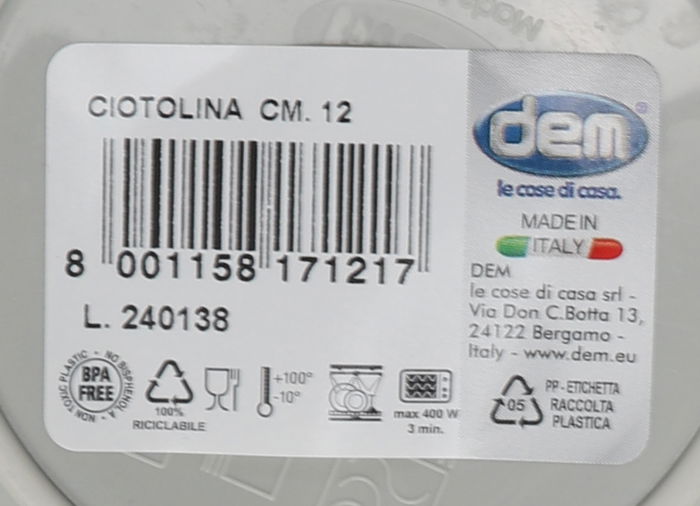 CIOTOLINA CM. 12
8 001158 171217
L. 240138
NON TOXIC PLASTIC - NO BISPHENOL A -
BPA
FREE
100%
RICICLABILE
+100°
-10°
max 400 W
3 min.
dem®
le cose di casa.
MADE IN
ITALY
DEM
le cose di casa srl -
Via Don C.Botta 13,
24122 Bergamo -
Italy - www.dem.eu
05
PP - ETICHETTA
RACCOLTA
PLASTICA